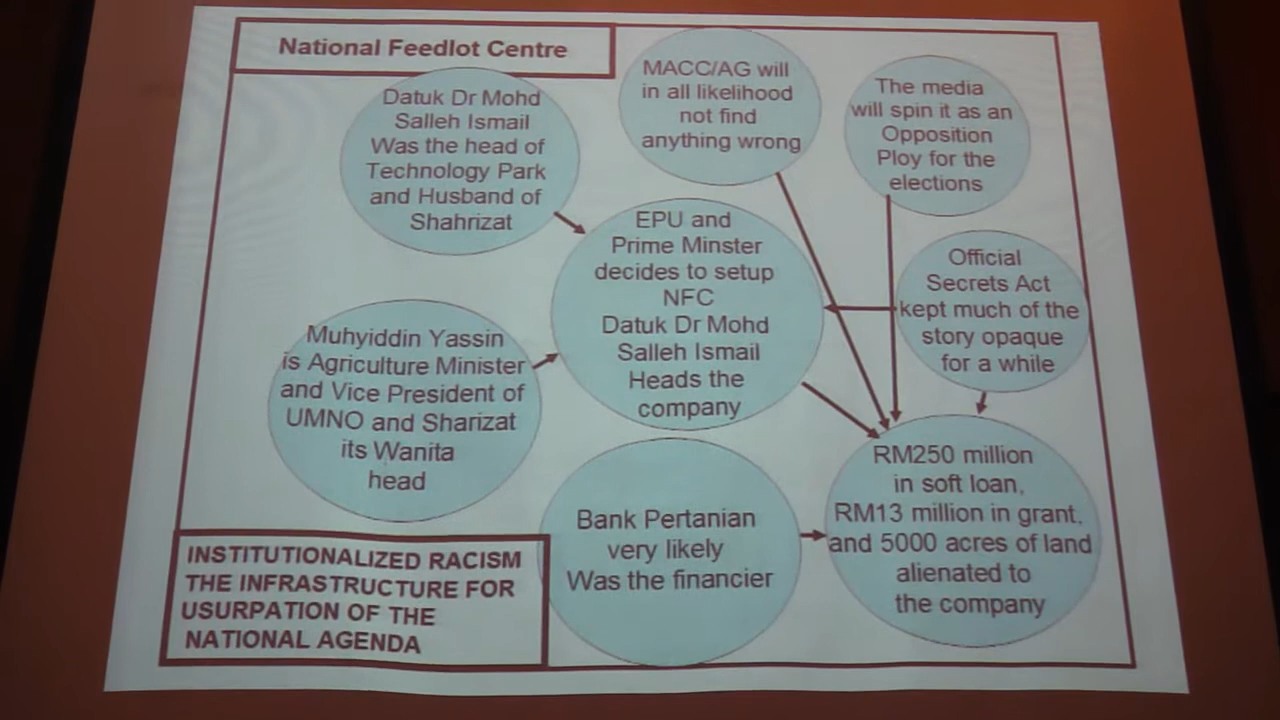 National Feedlot Centre
Datuk Dr Mohd
Salleh Ismail
Was the head of
Technology Park
and Husband of
Shahrizat
MACC/AG will
in all likelihood
not find
anything wrong
The media
will spin it as an
Opposition
Ploy for the
elections
EPU and
Prime Minster
decides to setup
NFC
Datuk Dr Mohd
Salleh Ismail
Heads the
company
Official
Secrets Act
kept much of the
story opaque
for a while
Muhyiddin Yassin
is Agriculture Minister
and Vice President of
UMNO and Sharizat
its Wanita
head
Bank Pertanian
very likely
Was the financier
RM250 million
in soft loan,
RM13 million in grant,
and 5000 acres of land
alienated to
the company
INSTITUTIONALIZED RACISM
THE INFRASTRUCTURE FOR
USURPATION OF THE
NATIONAL AGENDA